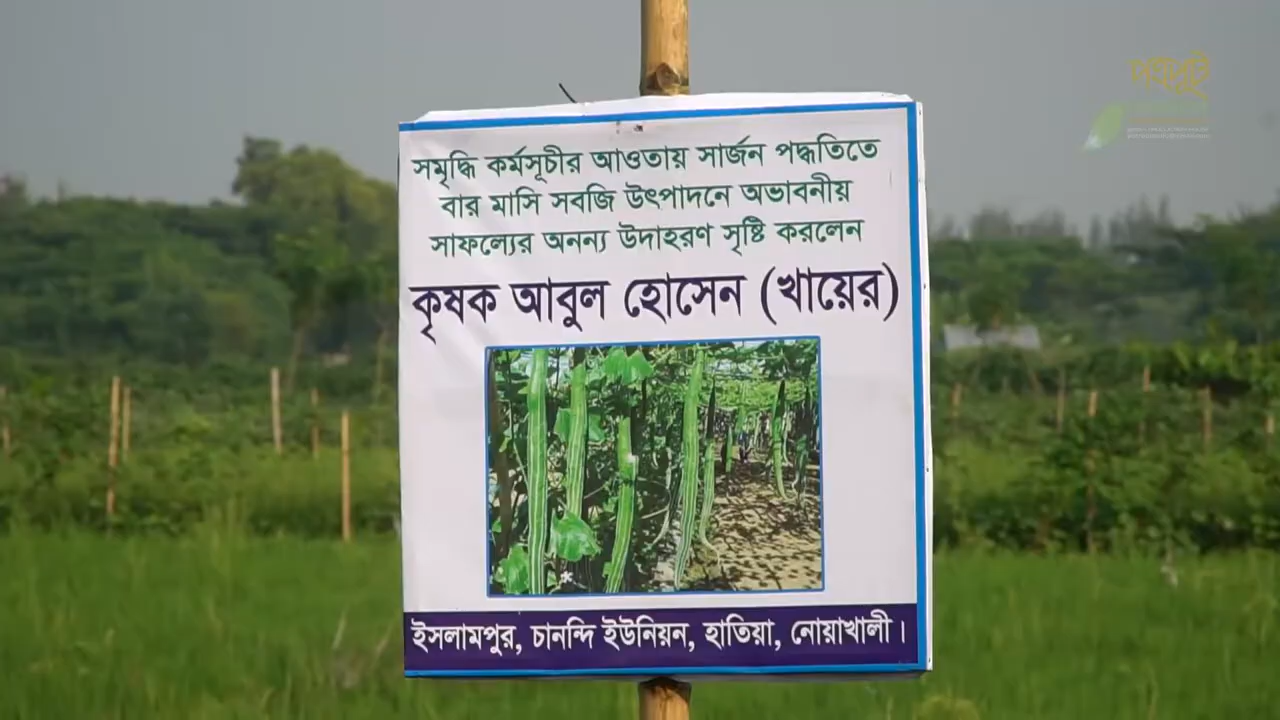 সমৃদ্ধি কর্মসূচীর আওতায় সার্জন পদ্ধতিতে
বার মাসি সবজি উৎপাদনে অভাবনীয়
সাফল্যের অনন্য উদাহরণ সৃষ্টি করলেন
কৃষক আবুল হোসেন (খায়ের)
ইসলামপুর, চানন্দি ইউনিয়ন, হাতিয়া, নোয়াখালী।